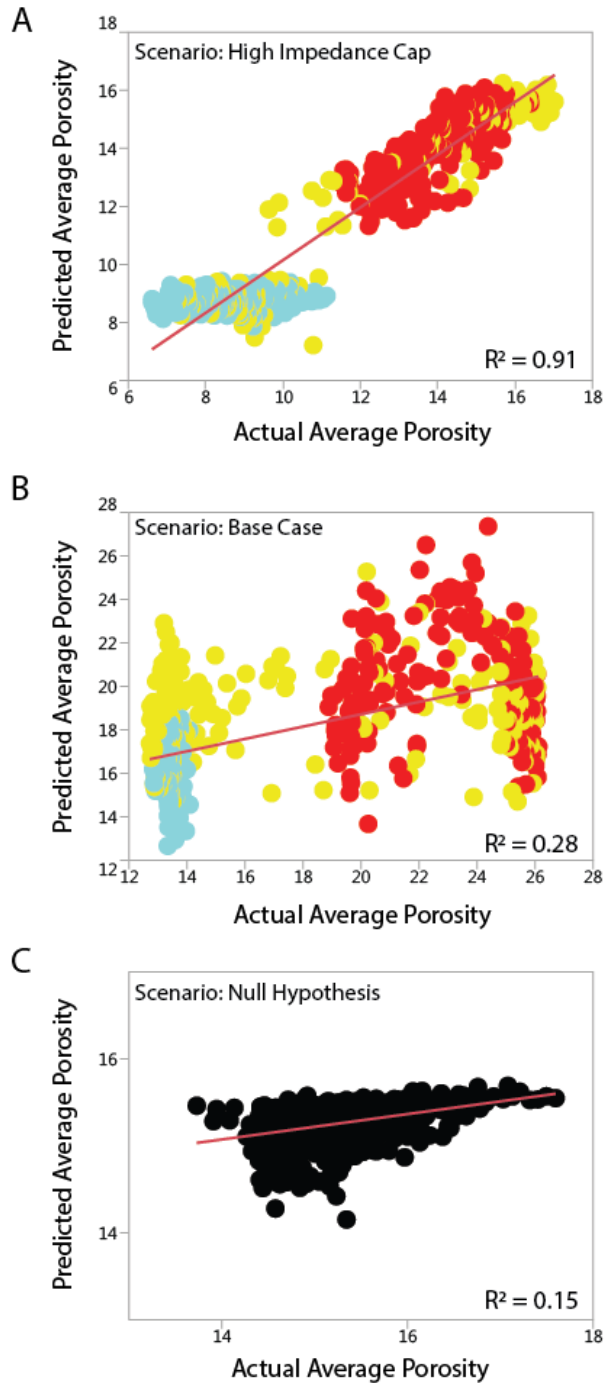 A
18
Scenario: High Impedance Cap
16
14
12
10
8
6
Predicted Average Porosity
R² = 0.91
6 8 10 12 14 16 18
Actual Average Porosity
B
28
Scenario: Base Case
26
24
22
20
18
16
14
12
Predicted Average Porosity
R² = 0.28
12 14 16 18 20 22 24 26 28
Actual Average Porosity
C
Scenario: Null Hypothesis
16
14
Predicted Average Porosity
R² = 0.15
14 16 18
Actual Average Porosity